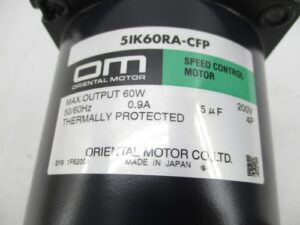 5IK60RA-CFP
om
ORIENTAL MOTOR
SPEED CONTROL
MOTOR
MAX.OUTPUT 60W
50/60Hz 0.9A 5μF 200V
THERMALLY PROTECTED 4P
ORIENTAL MOTOR CO.,LTD.
MADE IN JAPAN